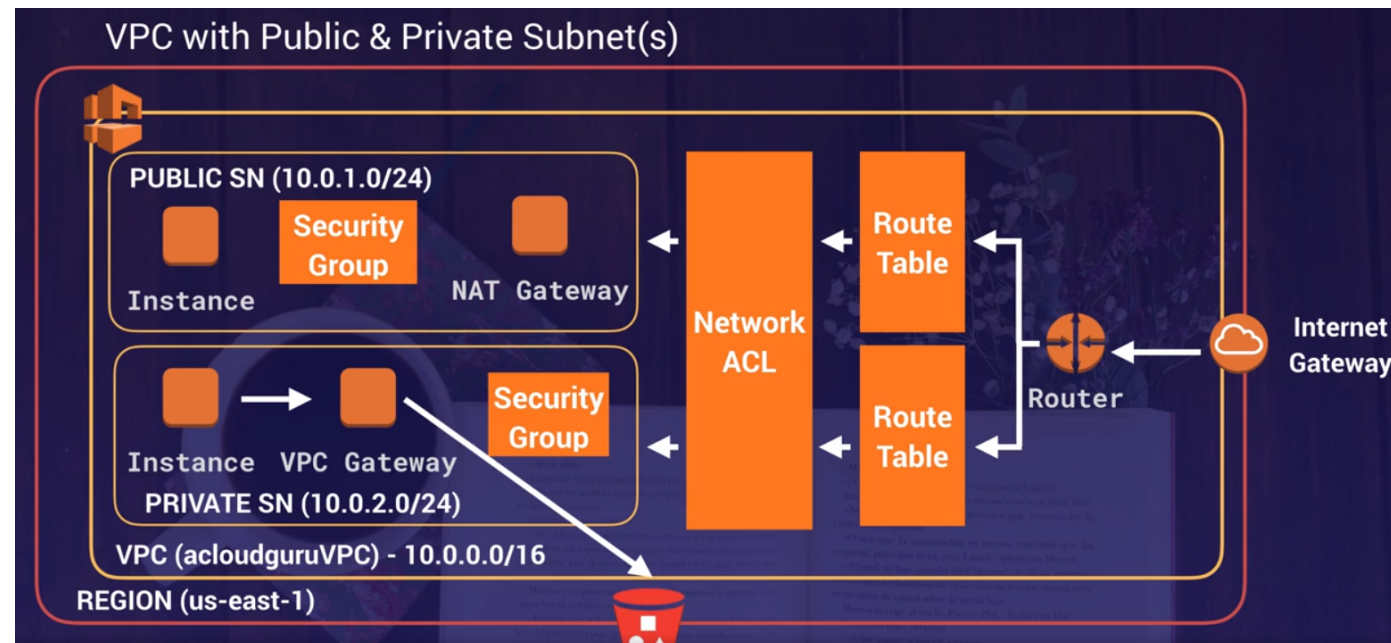 VPC with Public & Private Subnet(s)
PUBLIC SN (10.0.1.0/24)
Security
Group
Instance
NAT Gateway
Instance
VPC Gateway
Security
Group
PRIVATE SN (10.0.2.0/24)
Network
ACL
Route
Table
Route
Table
Router
Internet
Gateway
VPC (acloudguruVPC) - 10.0.0.0/16
REGION (us-east-1)